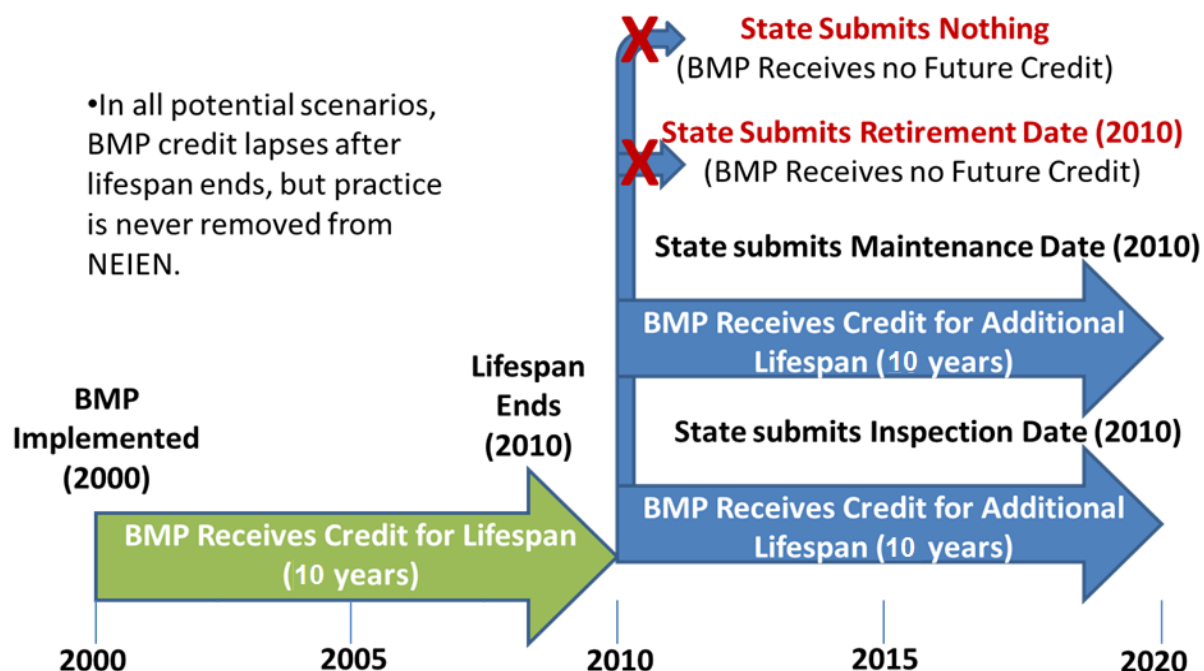 State Submits Nothing
(BMP Receives no Future Credit)
•In all potential scenarios,
BMP credit lapses after
lifespan ends, but practice
is never removed from
NEIEN.
State Submits Retirement Date (2010)
(BMP Receives no Future Credit)
State submits Maintenance Date (2010)
BMP Receives Credit for Additional
Lifespan (10 years)
BMP
Implemented
(2000)
Lifespan
Ends
(2010)
State submits Inspection Date (2010)
BMP Receives Credit for Lifespan
(10 years)
BMP Receives Credit for Additional
Lifespan (10 years)
2000
2005
2010
2015
2020